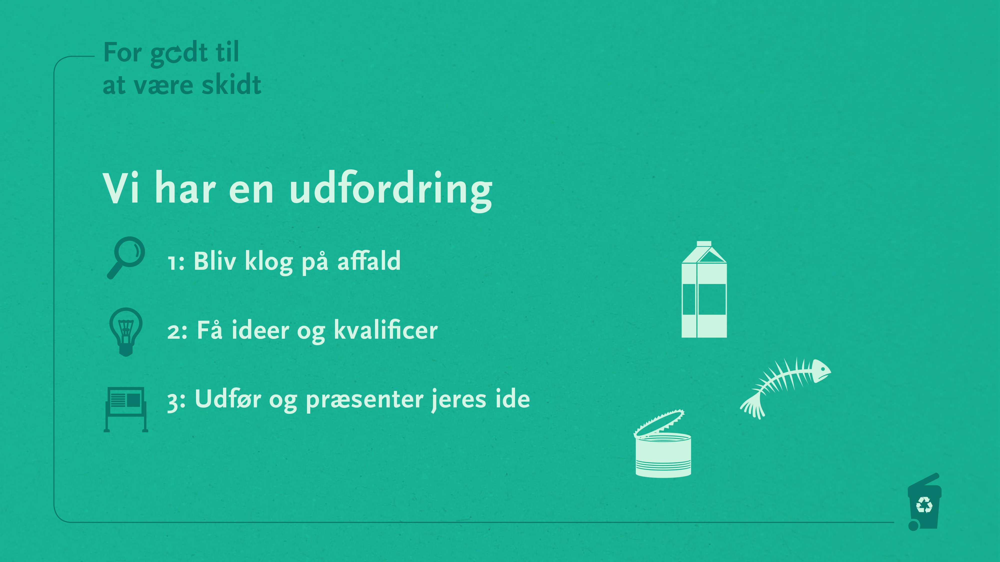 For godt til
at være skidt
Vi har en udfordring
1: Bliv klog på affald
2: Få ideer og kvalificer
3: Udfør og præsenter jeres ide